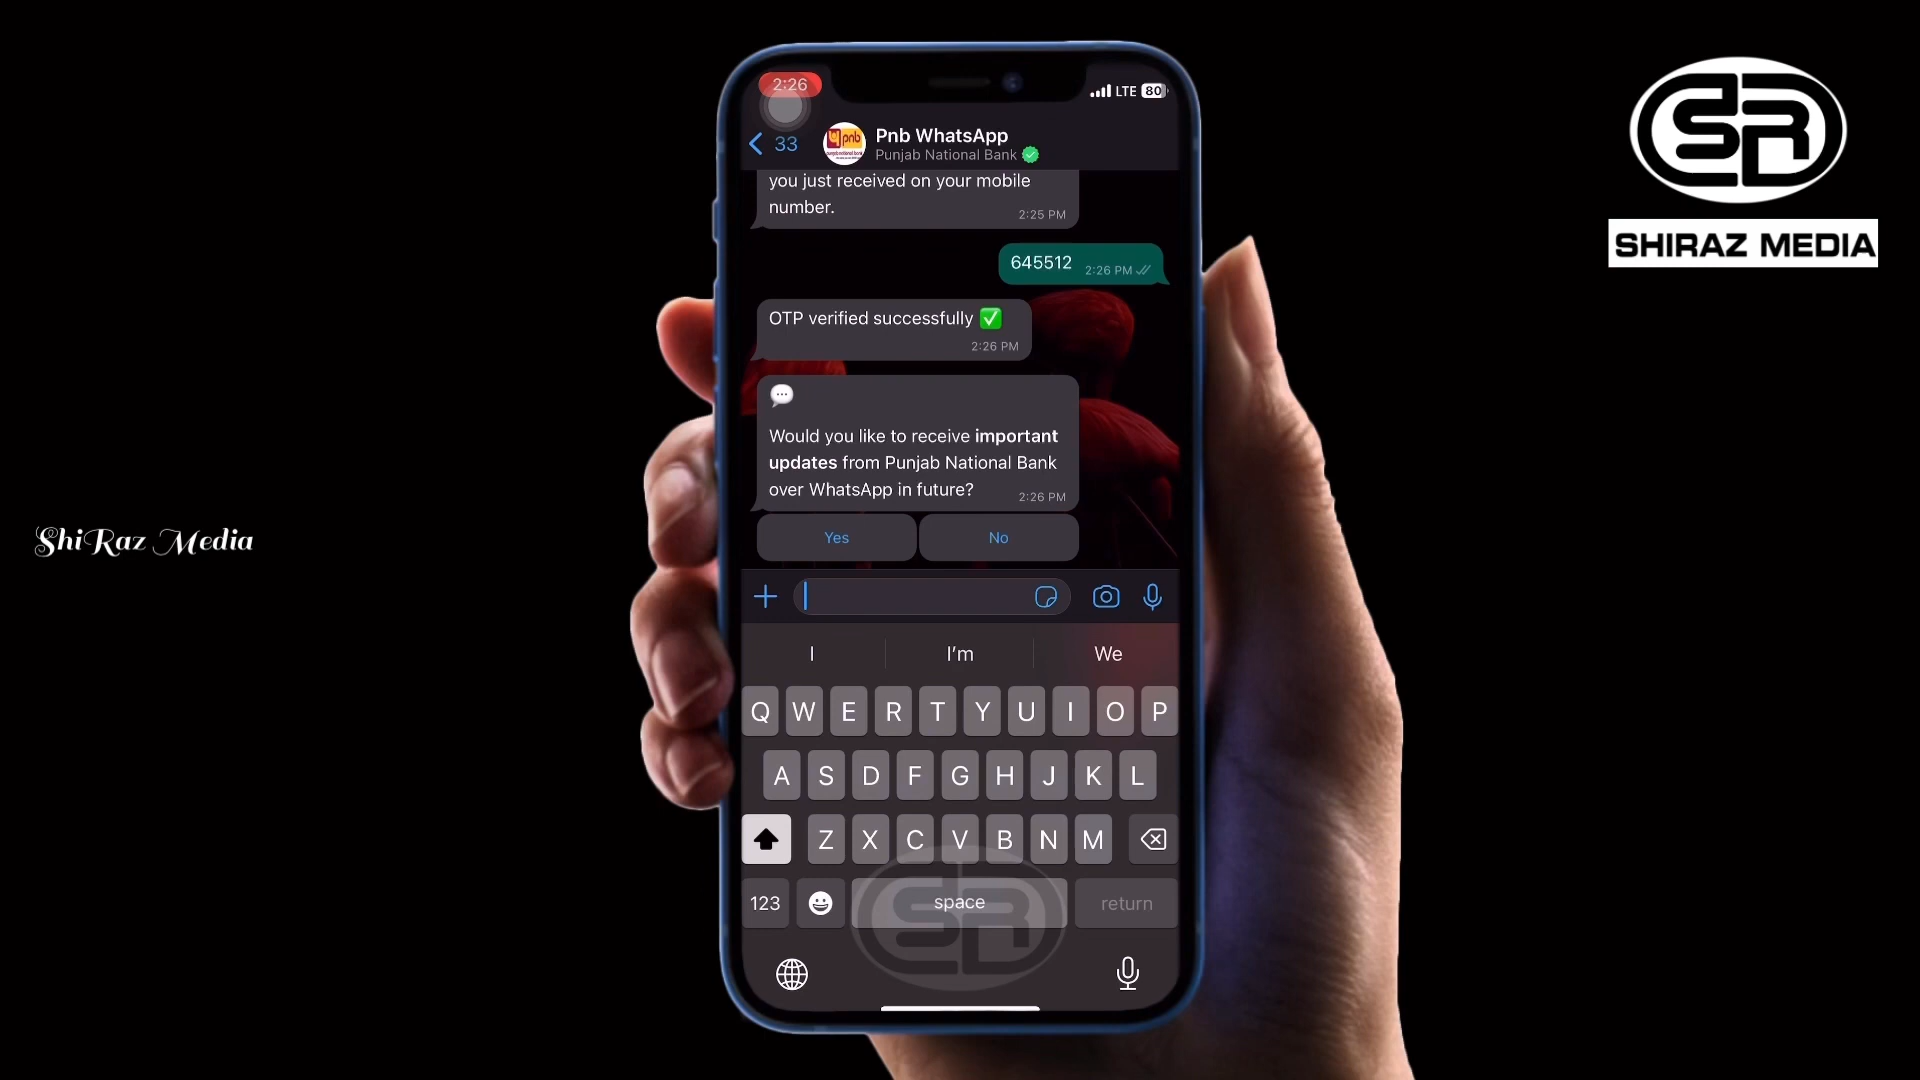 2:26
LTE 80
33
pnb
Pnb WhatsApp
Punjab National Bank
you just received on your mobile
number.
2:25 PM
645512
2:26 PM
OTP verified successfully
2:26 PM
Would you like to receive important
updates from Punjab National Bank
over WhatsApp in future?
2:26 PM
Yes No
I I'm We
Q W E R T Y U I O P
A S D F G H J K L
Z X C V B N M
123 space return
SR
SR
SHIRAZ MEDIA
ShiRaz Media